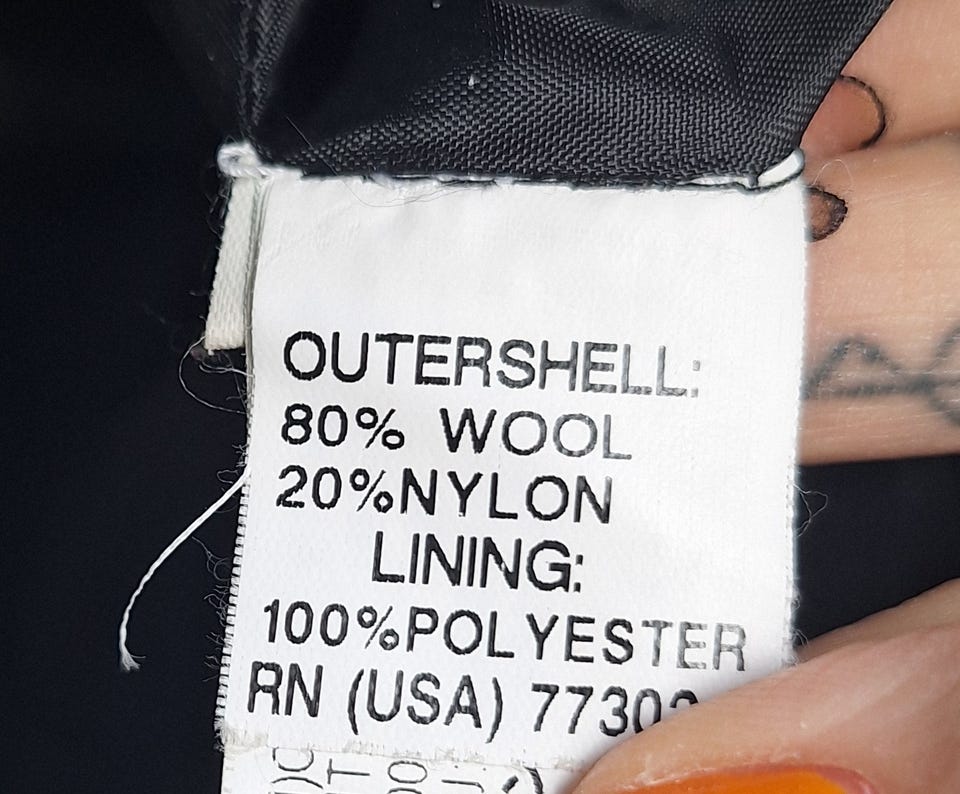 OUTERSHELL:
80% WOOL
20%NYLON
LINING:
100%POLYESTER
RN (USA)